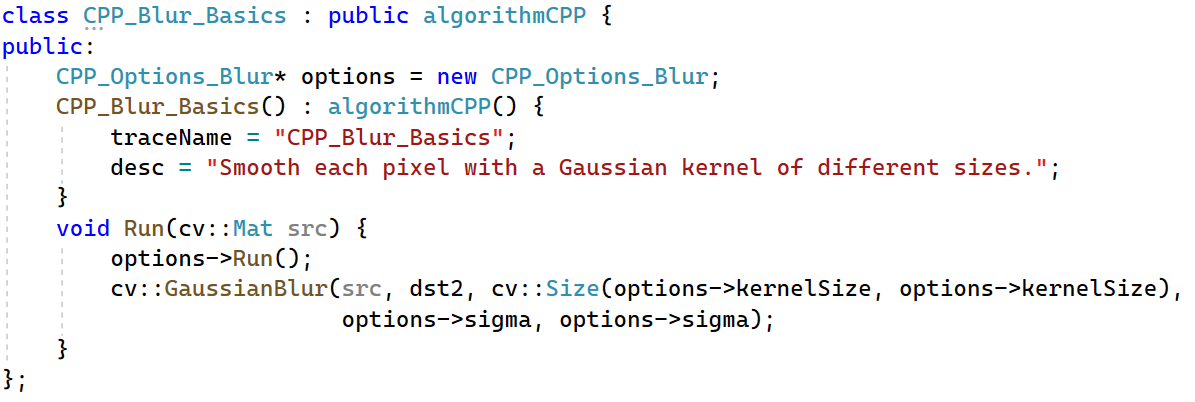 class CPP_Blur_Basics : public algorithmCPP {
public:
    CPP_Options_Blur* options = new CPP_Options_Blur;
    CPP_Blur_Basics() : algorithmCPP() {
        traceName = "CPP_Blur_Basics";
        desc = "Smooth each pixel with a Gaussian kernel of different sizes.";
    }
    void Run(cv::Mat src) {
        options->Run();
        cv::GaussianBlur(src, dst2, cv::Size(options->kernelSize, options->kernelSize),
                         options->sigma, options->sigma);
    }
};